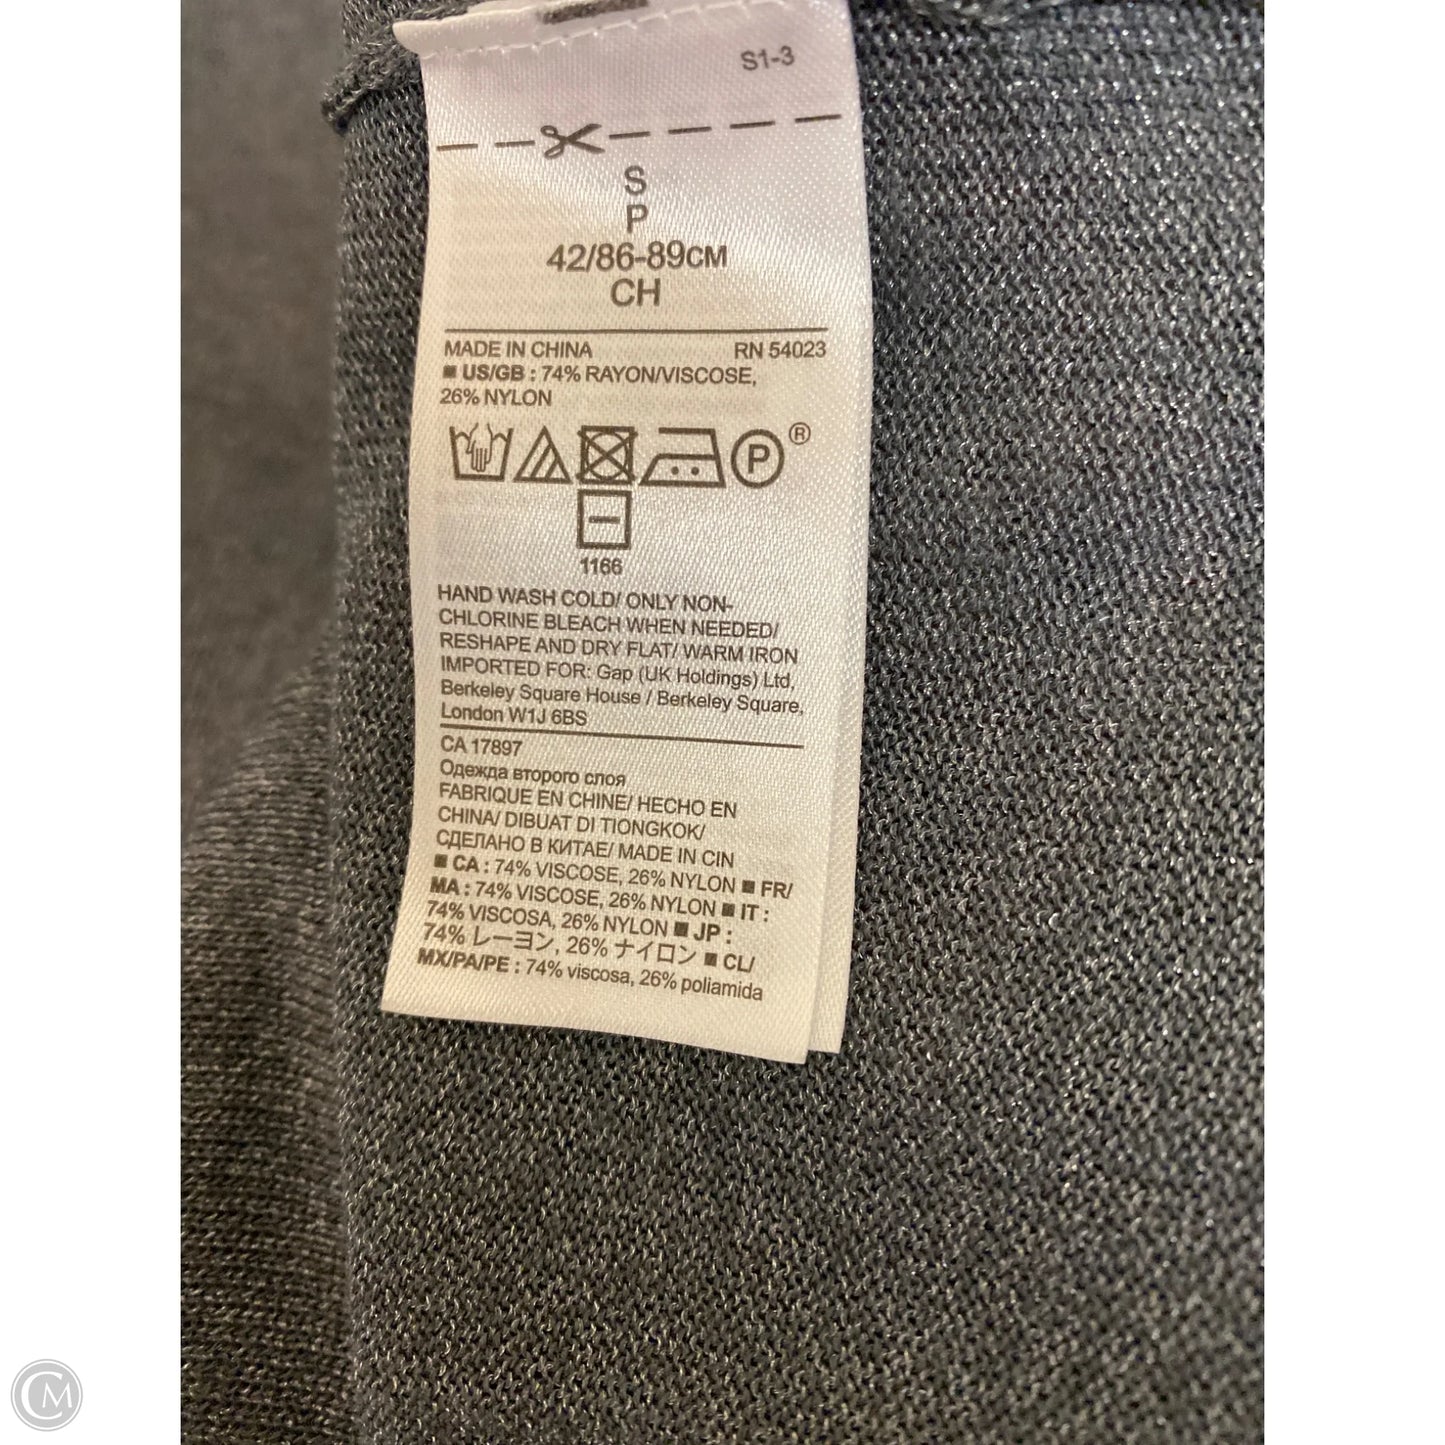 S1-3
S
P
42/86-89CM
CH
MADE IN CHINA RN 54023
■ US/GB : 74% RAYON/VISCOSE,
26% NYLON
P ®
1166
HAND WASH COLD/ ONLY NON-
CHLORINE BLEACH WHEN NEEDED/
RESHAPE AND DRY FLAT/ WARM IRON
IMPORTED FOR: Gap (UK Holdings) Ltd,
Berkeley Square House / Berkeley Square,
London W1J 6BS
CA 17897
Одежда второго слоя
FABRIQUE EN CHINE/ HECHO EN
CHINA/ DIBUAT DI TIONGKOK/
СДЕЛАНО В КИТАЕ/ MADE IN CIN
■ CA : 74% VISCOSE, 26% NYLON ■ FR/
MA : 74% VISCOSE, 26% NYLON ■ IT :
74% VISCOSA, 26% NYLON ■ JP :
74% レーヨン, 26% ナイロン ■ CL/
MX/PA/PE : 74% viscosa, 26% poliamida
CM